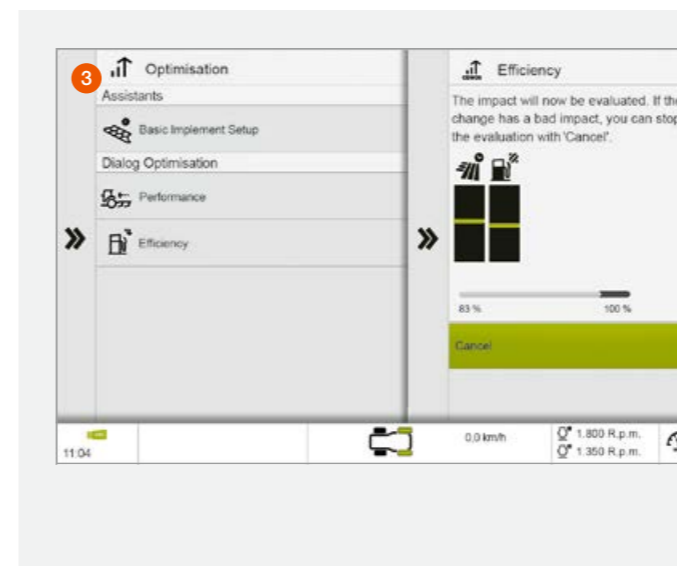 3
Optimisation
Assistants
Basic Implement Setup
Dialog Optimisation
Performance
Efficiency
Efficiency
The impact will now be evaluated. If the
change has a bad impact, you can stop
the evaluation with 'Cancel'.
83 %
100 %
Cancel
11:04
0,0 km/h
1.800 R.p.m.
1.350 R.p.m.